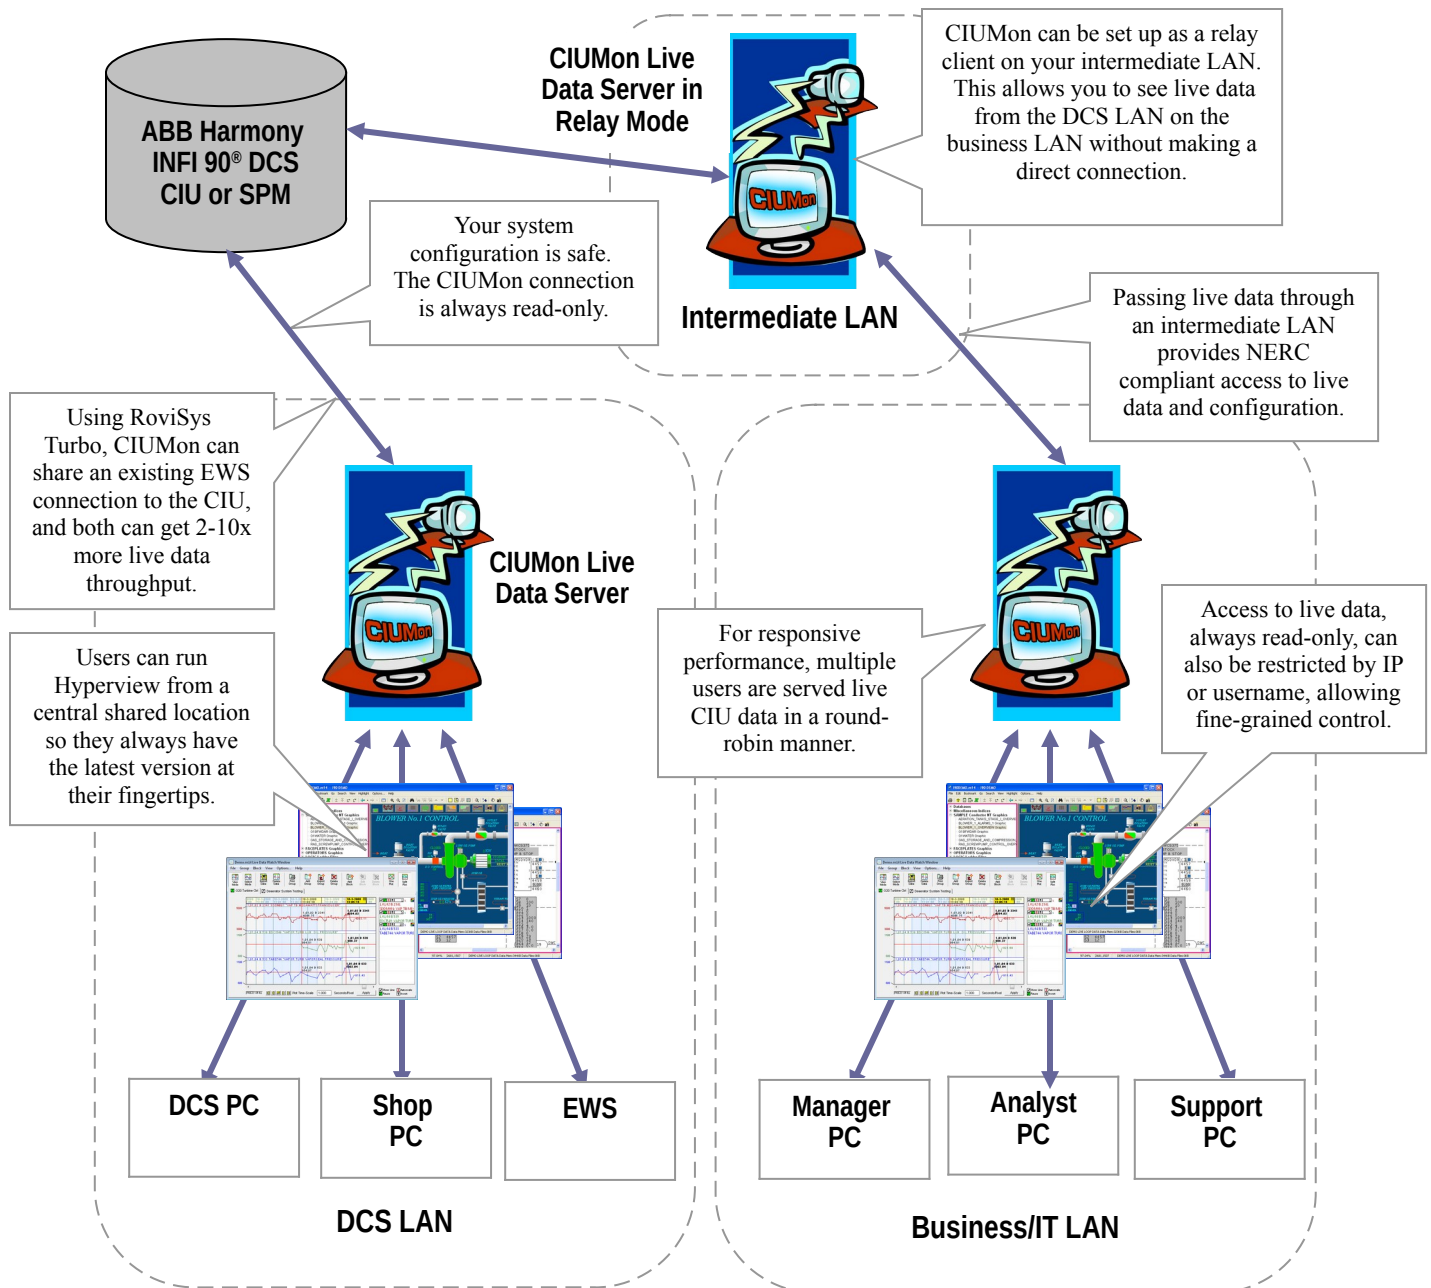 CIUMon Live
Data Server in
Relay Mode
CIUMon can be set up as a relay
client on your intermediate LAN.
This allows you to see live data
from the DCS LAN on the
business LAN without making a
direct connection.
ABB Harmony
INFI 90® DCS
CIU or SPM
CIUMon
Your system
configuration is safe.
The CIUMon connection
is always read-only.
Intermediate LAN
Passing live data through
an intermediate LAN
provides NERC
compliant access to live
data and configuration.
Using RoviSys
Turbo, CIUMon can
share an existing EWS
connection to the CIU,
and both can get 2-10x
more live data
throughput.
CIUMon Live
Data Server
CIUMon
CIUMon
Users can run
Hyperview from a
central shared location
so they always have
the latest version at
their fingertips.
For responsive
performance, multiple
users are served live
CIU data in a round-
robin manner.
Access to live data,
always read-only, can
also be restricted by IP
or username, allowing
fine-grained control.
BLOWER No.1 CONTROL
BLOWER No.1 CONTROL
DCS PC
Shop
PC
EWS
Manager
PC
Analyst
PC
Support
PC
DCS LAN
Business/IT LAN